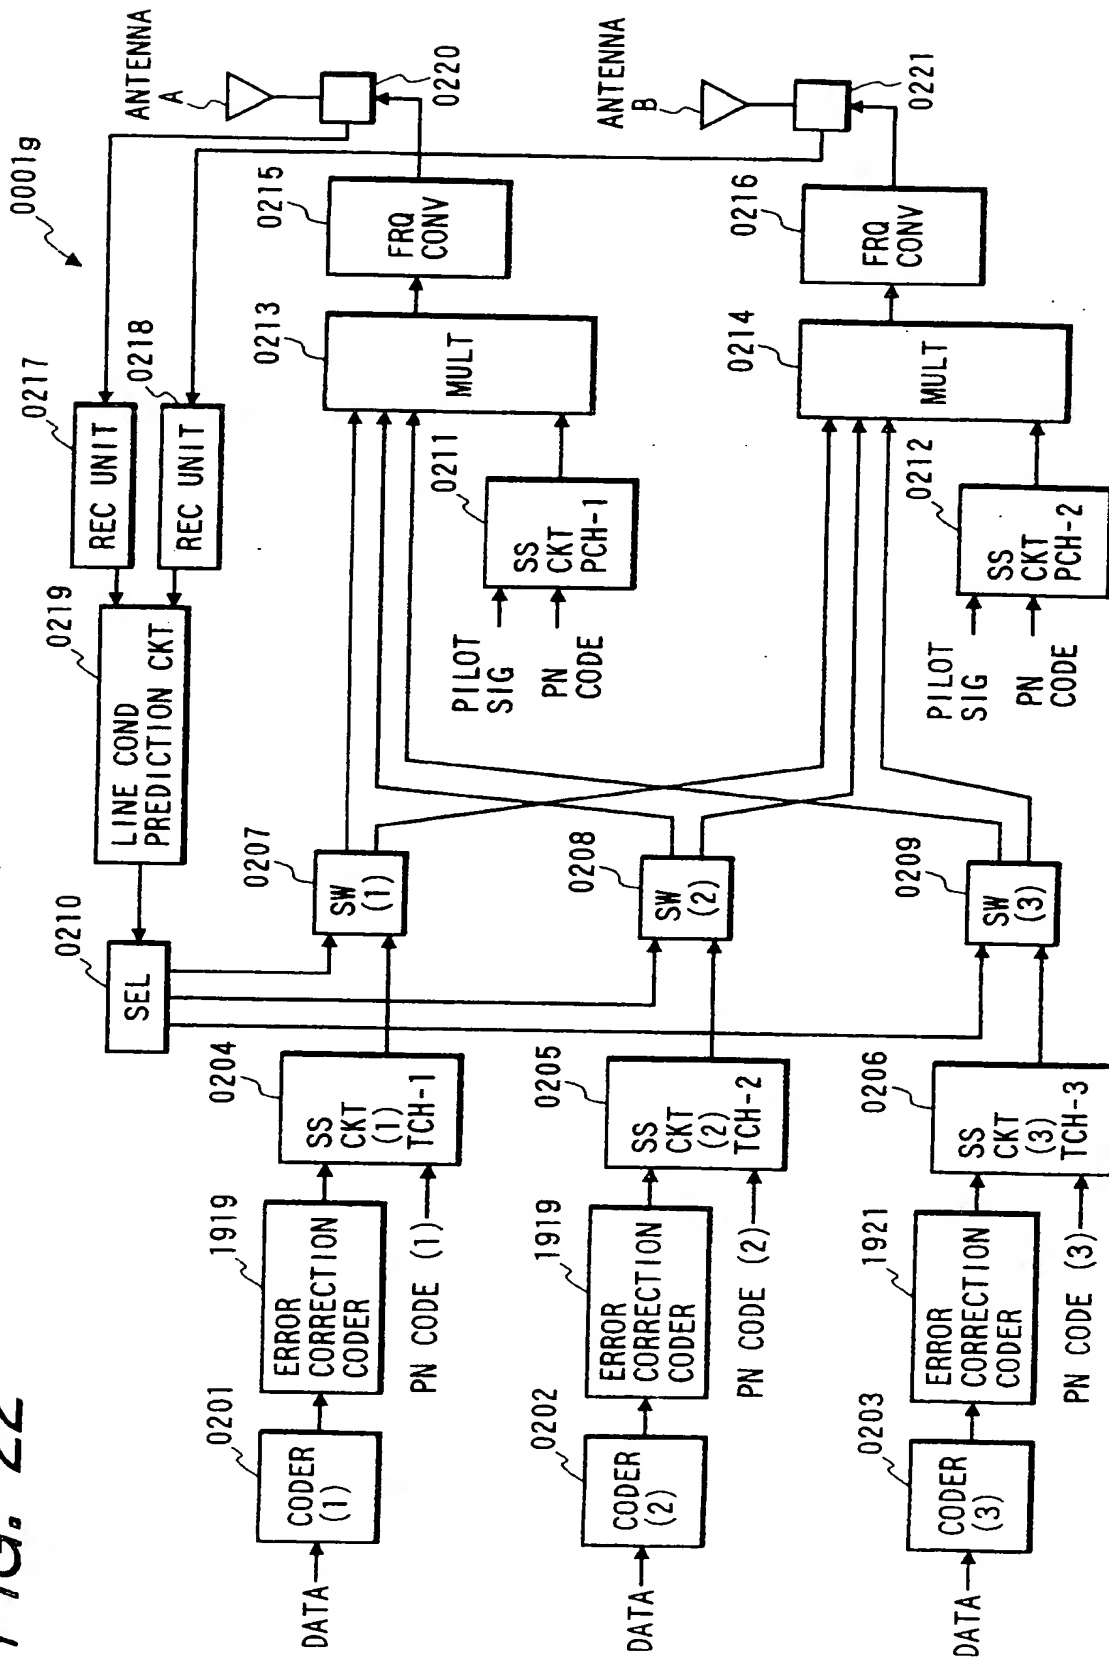 FIG. 22
0001g
DATA
CODER
(1)
0201
ERROR
CORRECTION
CODER
1919
PN CODE (1)
SS
CKT
(1)
TCH-1
0204
SEL
0210
LINE COND
PREDICTION CKT
0219
REC UNIT
0217
REC UNIT
0218
SW
(1)
0207
MULT
0213
FRQ
CONV
0215
ANTENNA
A
0220
PILOT
SIG
PN
CODE
SS
CKT
PCH-1
0211
DATA
CODER
(2)
0202
ERROR
CORRECTION
CODER
1919
PN CODE (2)
SS
CKT
(2)
TCH-2
0205
SW
(2)
0208
MULT
0214
FRQ
CONV
0216
ANTENNA
B
0221
DATA
CODER
(3)
0203
ERROR
CORRECTION
CODER
1921
PN CODE (3)
SS
CKT
(3)
TCH-3
0206
SW
(3)
0209
PILOT
SIG
PN
CODE
SS
CKT
PCH-2
0212